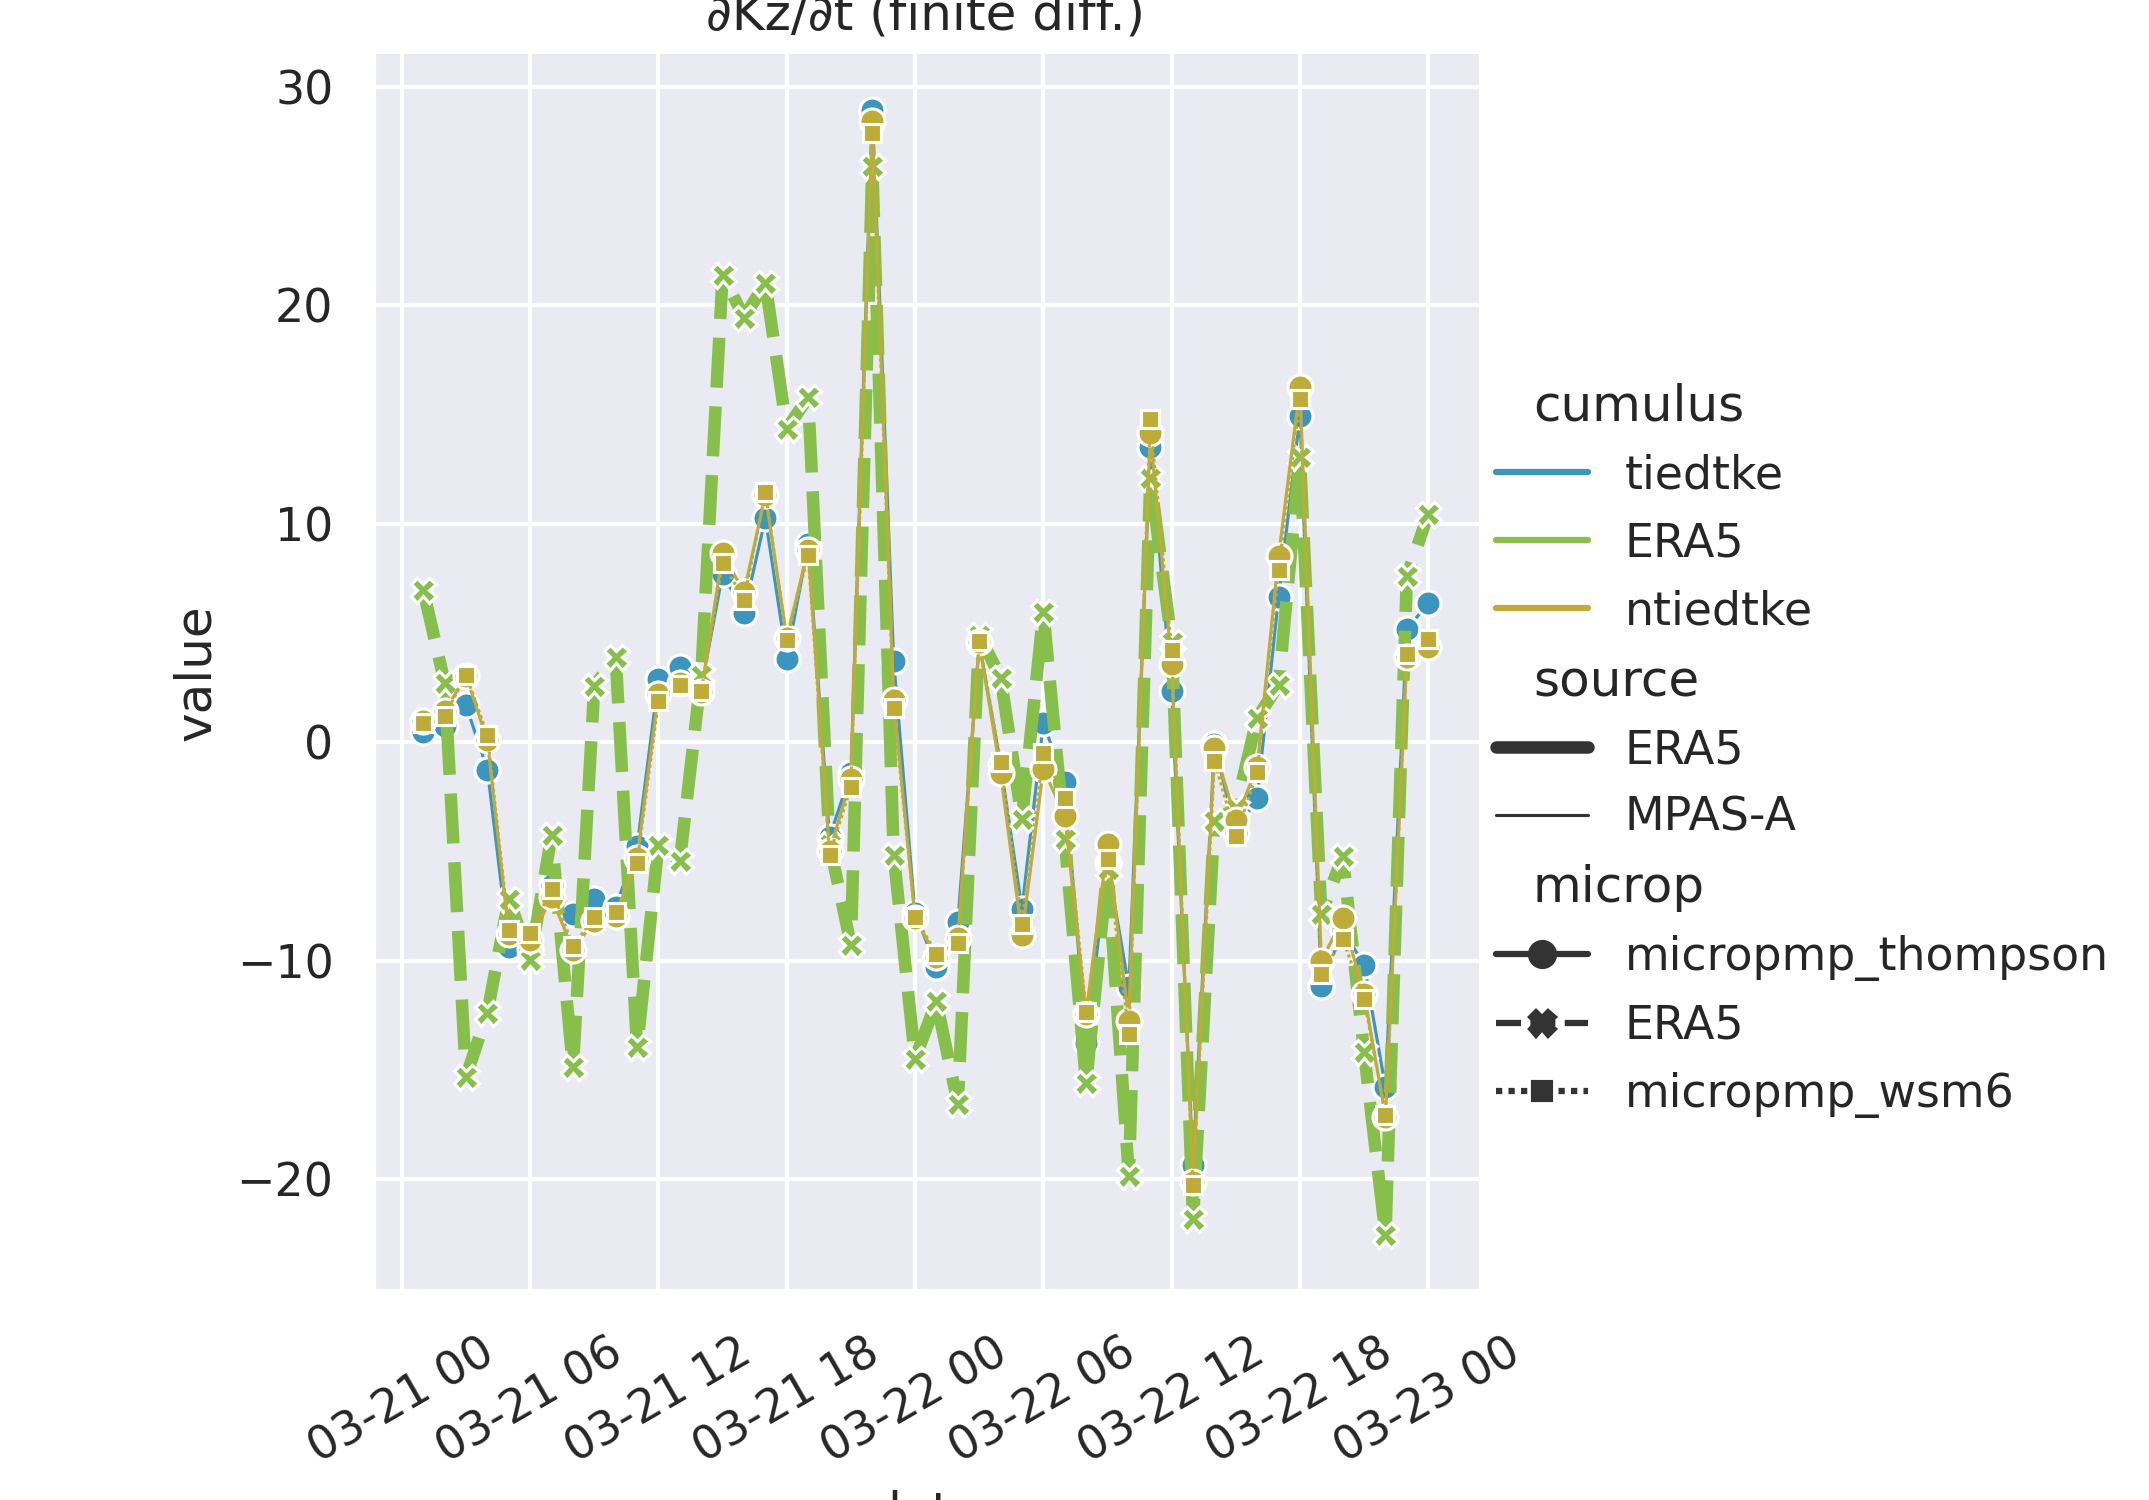 ∂Kz/∂t (finite diff.)
30
20
10
0
−10
−20
value
03-21 00
03-21 06
03-21 12
03-21 18
03-22 00
03-22 06
03-22 12
03-22 18
03-23 00
cumulus
tiedtke
ERA5
ntiedtke
source
ERA5
MPAS-A
microp
micropmp_thompson
ERA5
micropmp_wsm6